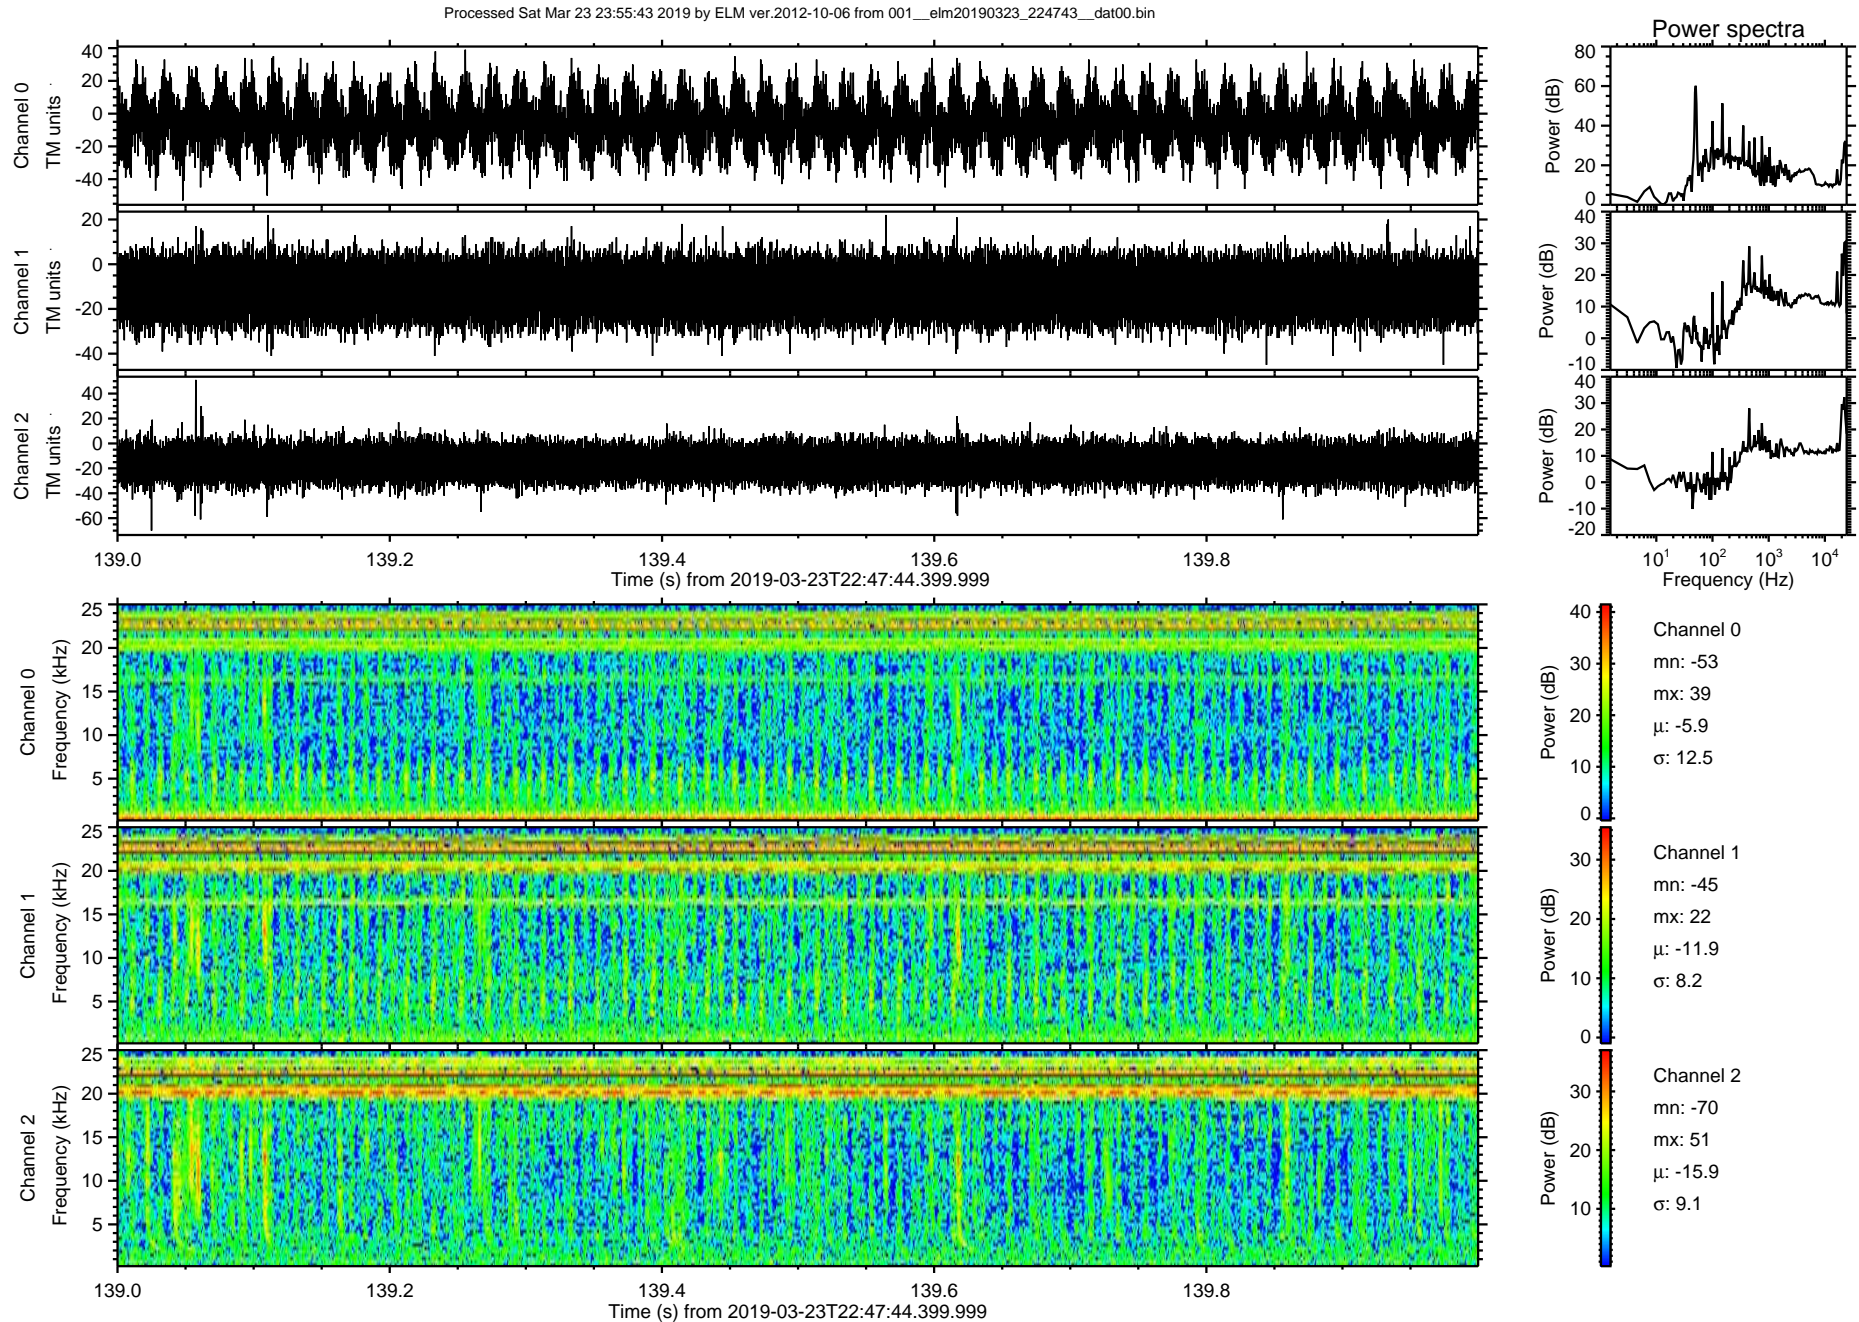 Processed Sat Mar 23 23:55:43 2019 by ELM ver.2012-10-06 from 001__elm20190323_224743__dat00.bin
Power spectra
Channel 0
TM units
40
20
0
-20
-40
Power (dB)
80
60
40
20
0
Channel 1
TM units
20
0
-20
-40
Power (dB)
40
30
20
10
0
-10
Channel 2
TM units
40
20
0
-20
-40
-60
Power (dB)
40
30
20
10
0
-10
-20
139.0 139.2 139.4 139.6 139.8
Time (s) from 2019-03-23T22:47:44.399.999
10¹ 10² 10³ 10⁴
Frequency (Hz)
Channel 0
Frequency (kHz)
25
20
15
10
5
Power (dB)
40
30
20
10
0
Channel 0
mn: -53
mx: 39
μ: -5.9
σ: 12.5
Channel 1
Frequency (kHz)
25
20
15
10
5
Power (dB)
30
20
10
0
Channel 1
mn: -45
mx: 22
μ: -11.9
σ: 8.2
Channel 2
Frequency (kHz)
25
20
15
10
5
Power (dB)
30
20
10
Channel 2
mn: -70
mx: 51
μ: -15.9
σ: 9.1
139.0 139.2 139.4 139.6 139.8
Time (s) from 2019-03-23T22:47:44.399.999